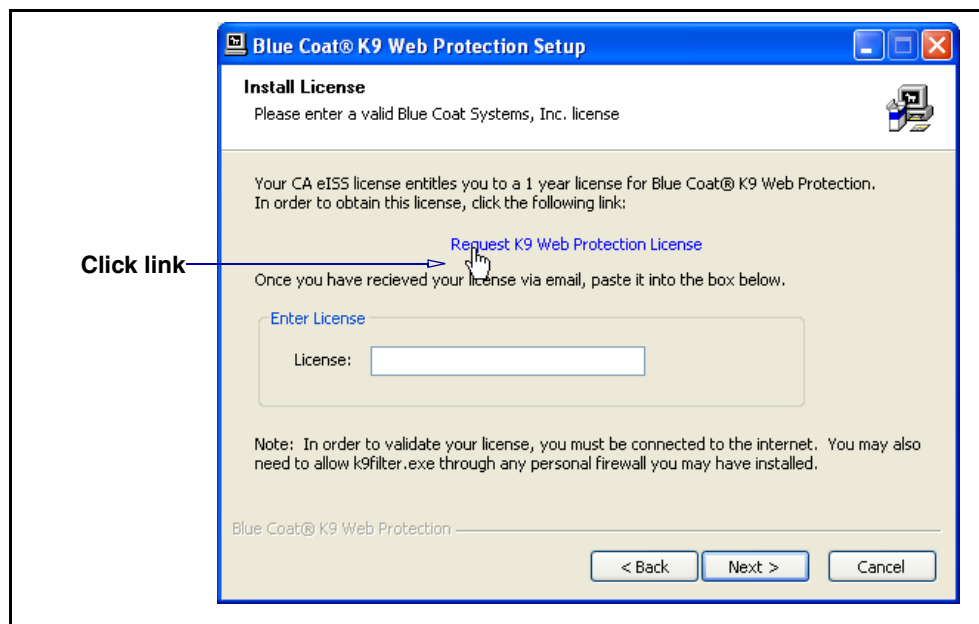 Blue Coat® K9 Web Protection Setup
Install License
Please enter a valid Blue Coat Systems, Inc. license
Your CA eISS license entitles you to a 1 year license for Blue Coat® K9 Web Protection.
In order to obtain this license, click the following link:
Request K9 Web Protection License
Click link
Once you have recieved your license via email, paste it into the box below.
Enter License
License:
Note: In order to validate your license, you must be connected to the internet. You may also
need to allow k9filter.exe through any personal firewall you may have installed.
Blue Coat® K9 Web Protection
< Back
Next >
Cancel